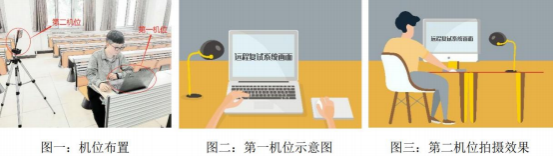 第二机位
第一机位
远程复试系统画面
远程复试系统画面
图一：机位布置
图二：第一机位示意图
图三：第二机位拍摄效果